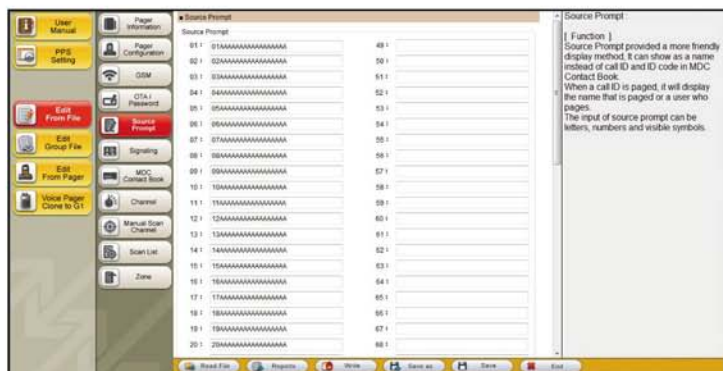 User
Manual
PPS
Setting
Edit
From File
Edit
Group File
Edit
From Pager
Voice Pager
Clone to G1
Pager
Information
Pager
Configuration
GSM
OTA /
Password
Source
Prompt
Signaling
MDC
Contact Book
Channel
Manual Scan
Channel
Scan List
Zone
Source Prompt
Source Prompt
01 : 01AAAAAAAAAAAAAA
02 : 02AAAAAAAAAAAAAA
03 : 03AAAAAAAAAAAAAA
04 : 04AAAAAAAAAAAAAA
05 : 05AAAAAAAAAAAAAA
06 : 06AAAAAAAAAAAAAA
07 : 07AAAAAAAAAAAAAA
08 : 08AAAAAAAAAAAAAA
09 : 09AAAAAAAAAAAAAA
10 : 10AAAAAAAAAAAAAA
11 : 11AAAAAAAAAAAAAA
12 : 12AAAAAAAAAAAAAA
13 : 13AAAAAAAAAAAAAA
14 : 14AAAAAAAAAAAAAA
15 : 15AAAAAAAAAAAAAA
16 : 16AAAAAAAAAAAAAA
17 : 17AAAAAAAAAAAAAA
18 : 18AAAAAAAAAAAAAA
19 : 19AAAAAAAAAAAAAA
20 : 20AAAAAAAAAAAAAA
49 :
50 :
51 :
52 :
53 :
54 :
55 :
56 :
57 :
58 :
59 :
60 :
61 :
62 :
63 :
64 :
65 :
66 :
67 :
68 :
Source Prompt :
[ Function ]
Source Prompt provided a more friendly
display method. It can show as a name
instead of call ID and ID code in MDC
Contact Book.
When a call ID is paged, it will display
the name that is paged or a user who
pages.
The input of source prompt can be
letters, numbers and visible symbols.
Read File
Reports
Write
Save as
Save
Exit